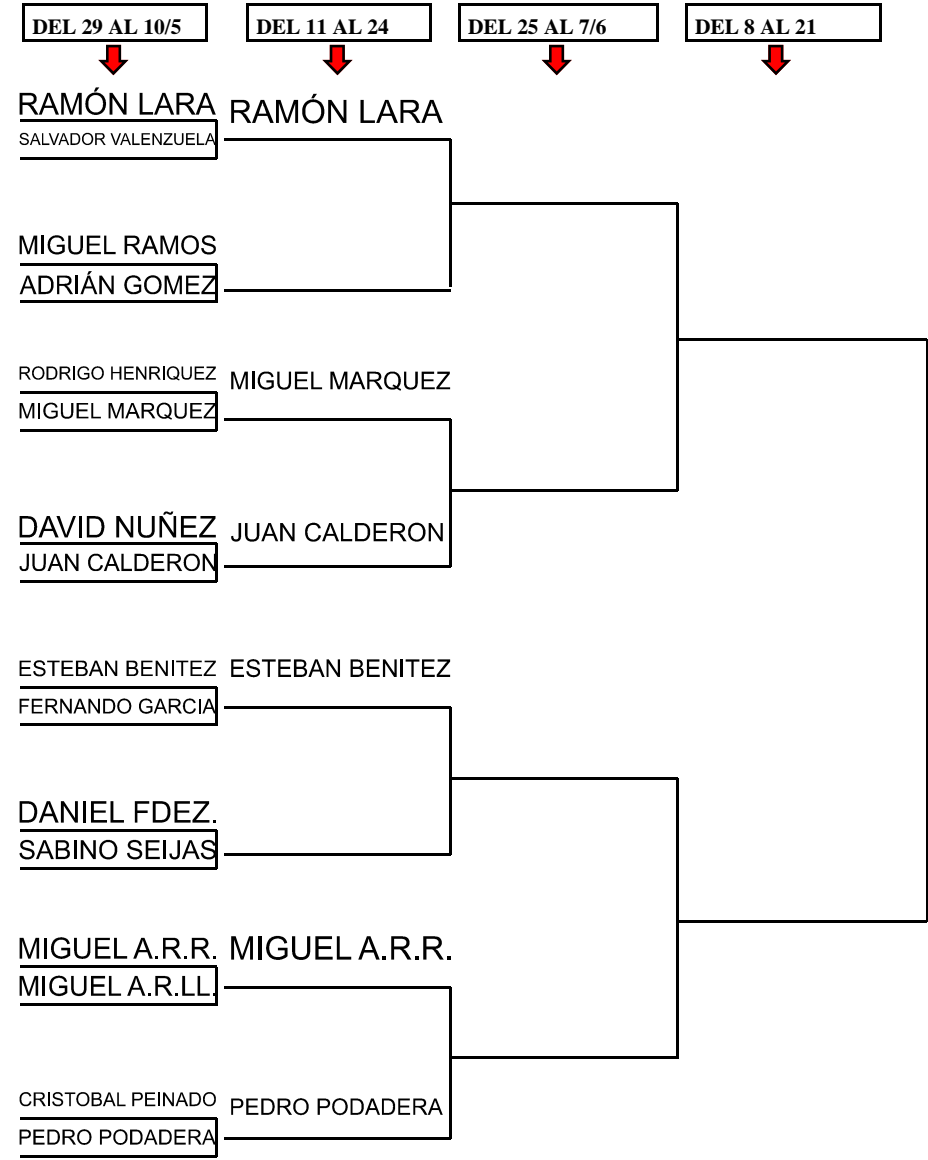 DEL 29 AL 10/5
DEL 11 AL 24
DEL 25 AL 7/6
DEL 8 AL 21
RAMÓN LARA
RAMÓN LARA
SALVADOR VALENZUELA
MIGUEL RAMOS
ADRIÁN GOMEZ
RODRIGO HENRIQUEZ
MIGUEL MARQUEZ
MIGUEL MARQUEZ
DAVID NUÑEZ
JUAN CALDERON
JUAN CALDERON
ESTEBAN BENITEZ
ESTEBAN BENITEZ
FERNANDO GARCIA
DANIEL FDEZ.
SABINO SEIJAS
MIGUEL A.R.R.
MIGUEL A.R.R.
MIGUEL A.R.LL.
CRISTOBAL PEINADO
PEDRO PODADERA
PEDRO PODADERA